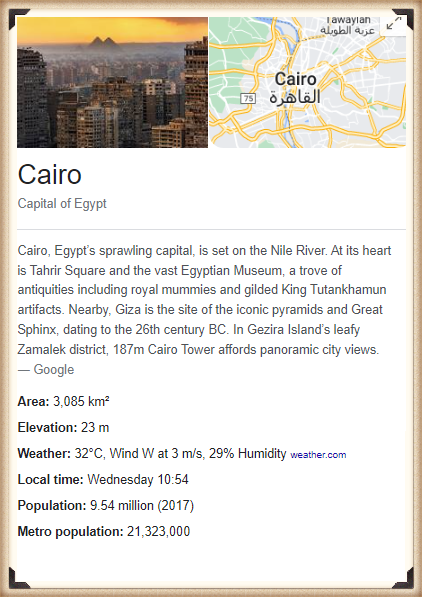 Tawaylah
عزبة الطويلة
Cairo
القاهرة
75
Cairo
Capital of Egypt
Cairo, Egypt’s sprawling capital, is set on the Nile River. At its heart
is Tahrir Square and the vast Egyptian Museum, a trove of
antiquities including royal mummies and gilded King Tutankhamun
artifacts. Nearby, Giza is the site of the iconic pyramids and Great
Sphinx, dating to the 26th century BC. In Gezira Island’s leafy
Zamalek district, 187m Cairo Tower affords panoramic city views.
— Google
Area: 3,085 km²
Elevation: 23 m
Weather: 32°C, Wind W at 3 m/s, 29% Humidity weather.com
Local time: Wednesday 10:54
Population: 9.54 million (2017)
Metro population: 21,323,000